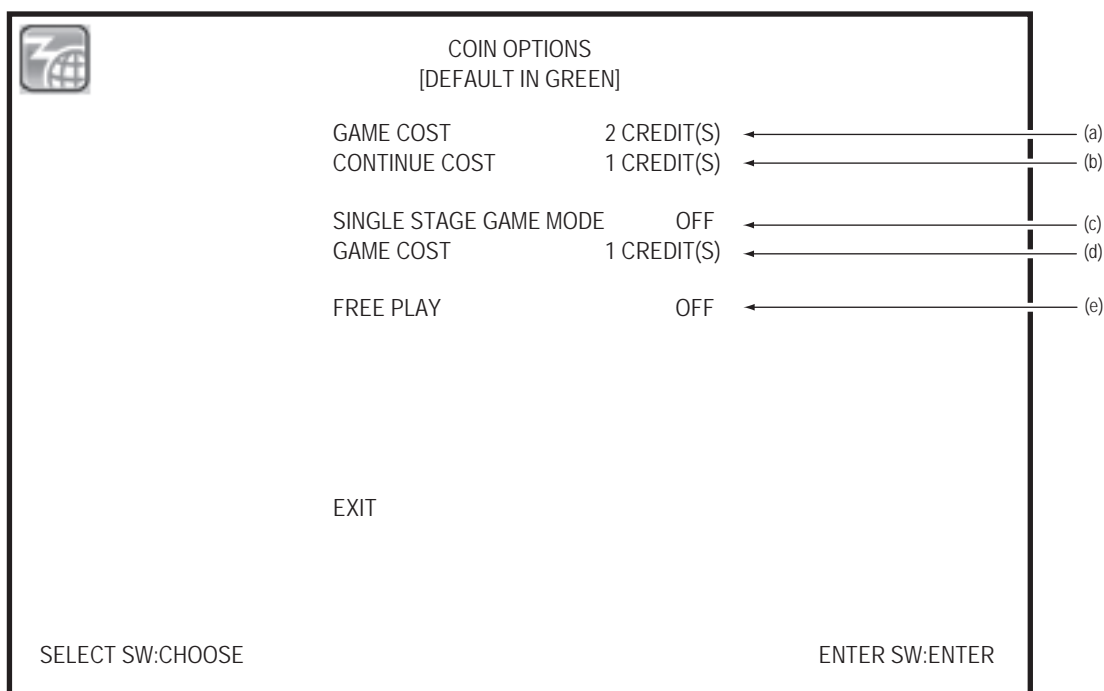 COIN OPTIONS
[DEFAULT IN GREEN]
GAME COST 2 CREDIT(S) (a)
CONTINUE COST 1 CREDIT(S) (b)
SINGLE STAGE GAME MODE OFF (c)
GAME COST 1 CREDIT(S) (d)
FREE PLAY OFF (e)
EXIT
SELECT SW:CHOOSE ENTER SW:ENTER